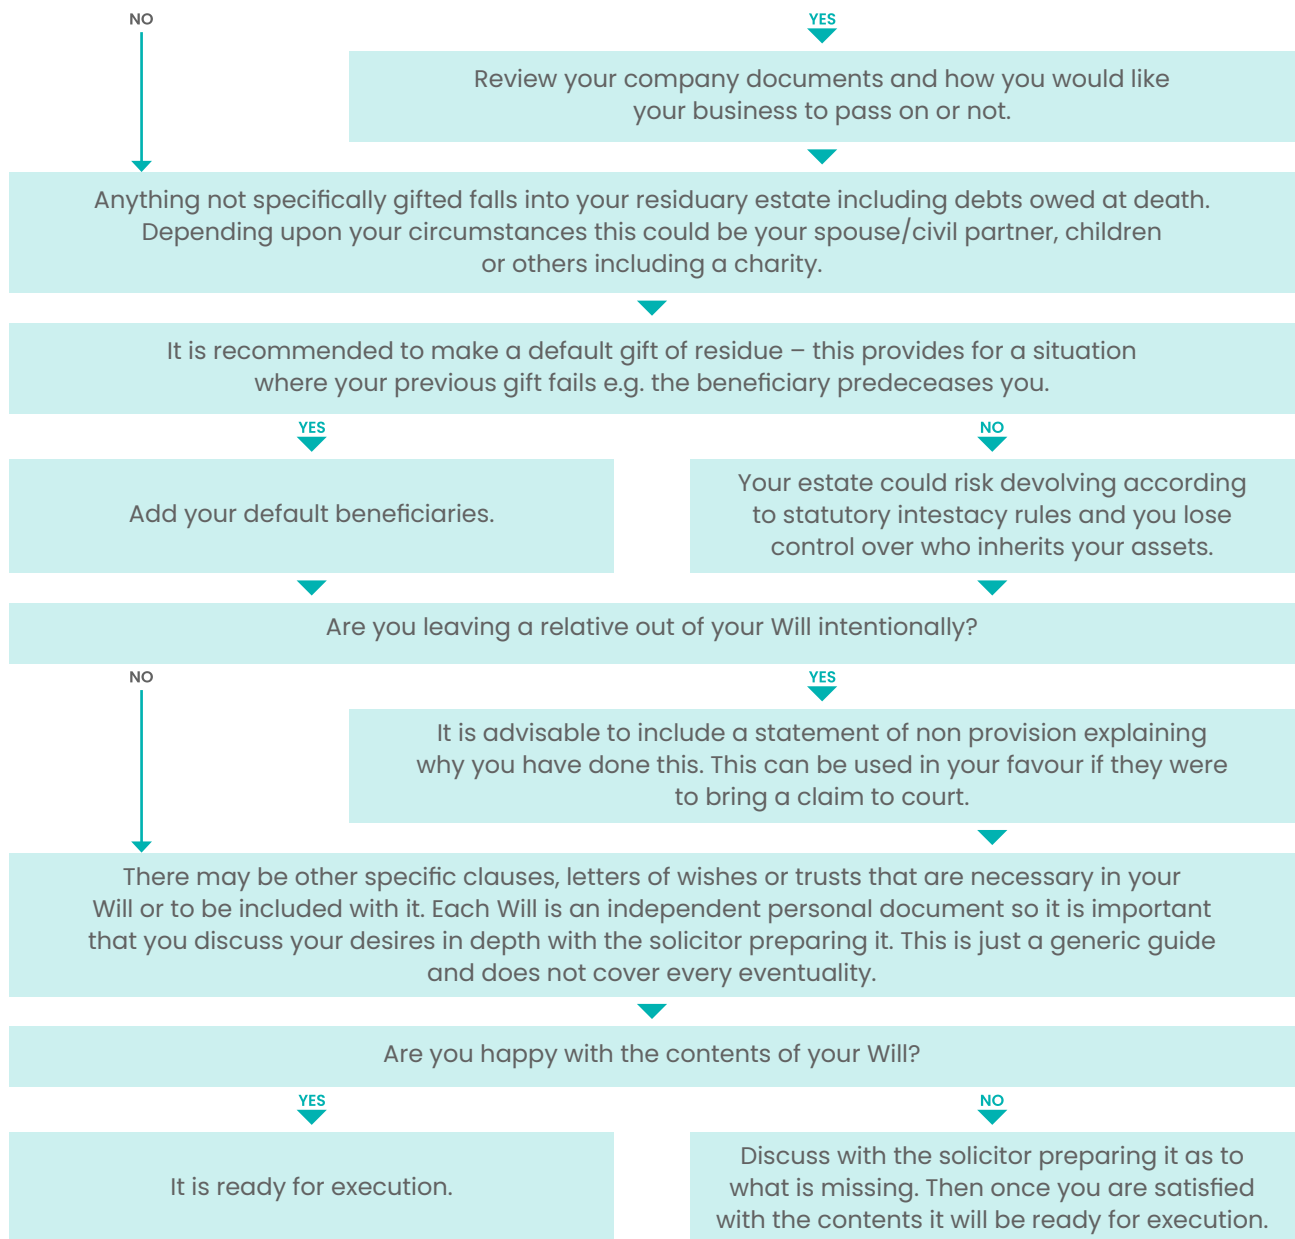 NO
YES
Review your company documents and how you would like
your business to pass on or not.
Anything not specifically gifted falls into your residuary estate including debts owed at death.
Depending upon your circumstances this could be your spouse/civil partner, children
or others including a charity.
It is recommended to make a default gift of residue – this provides for a situation
where your previous gift fails e.g. the beneficiary predeceases you.
YES
NO
Add your default beneficiaries.
Your estate could risk devolving according
to statutory intestacy rules and you lose
control over who inherits your assets.
Are you leaving a relative out of your Will intentionally?
NO
YES
It is advisable to include a statement of non provision explaining
why you have done this. This can be used in your favour if they were
to bring a claim to court.
There may be other specific clauses, letters of wishes or trusts that are necessary in your
Will or to be included with it. Each Will is an independent personal document so it is important
that you discuss your desires in depth with the solicitor preparing it. This is just a generic guide
and does not cover every eventuality.
Are you happy with the contents of your Will?
YES
NO
It is ready for execution.
Discuss with the solicitor preparing it as to
what is missing. Then once you are satisfied
with the contents it will be ready for execution.